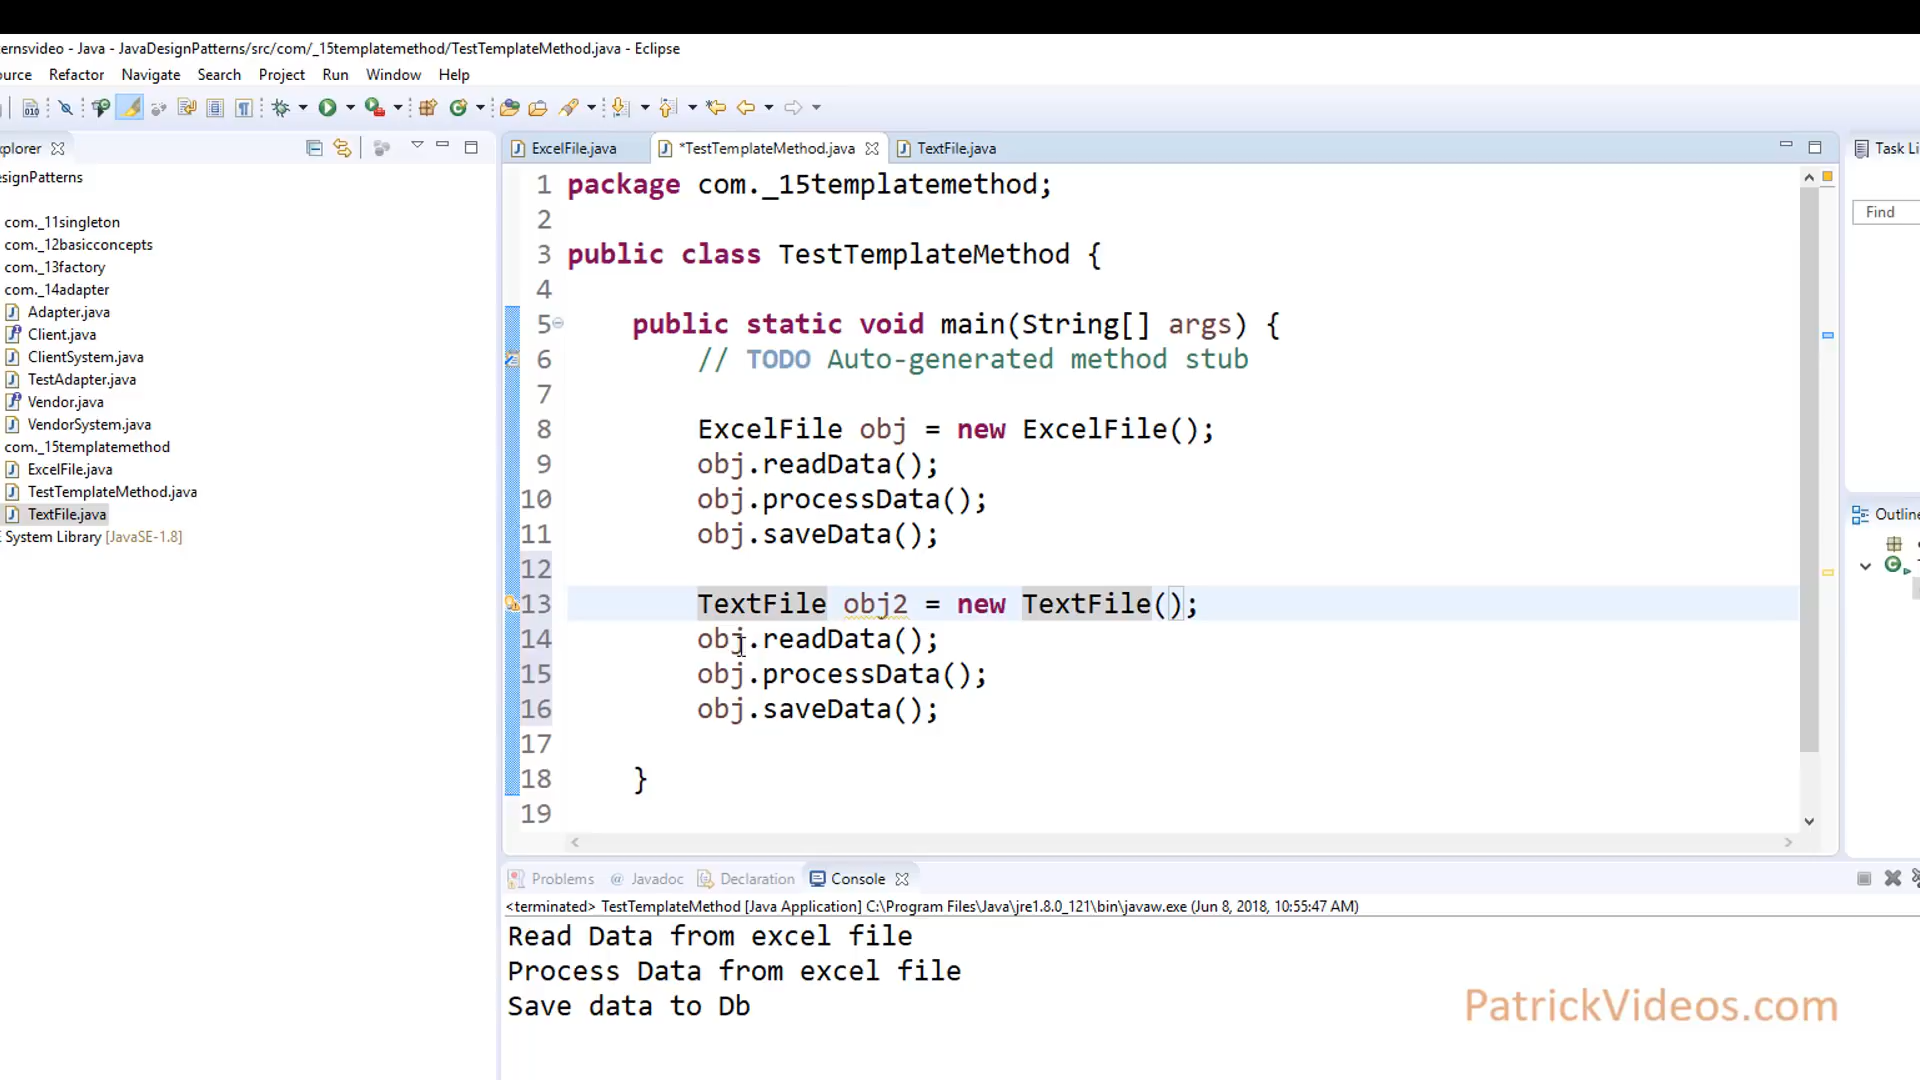 ernsvideo - Java - JavaDesignPatterns/src/com/_15templatemethod/TestTemplateMethod.java - Eclipse
ource Refactor Navigate Search Project Run Window Help
xplorer
esignPatterns
com._11singleton
com._12basicconcepts
com._13factory
com._14adapter
Adapter.java
Client.java
ClientSystem.java
TestAdapter.java
Vendor.java
VendorSystem.java
com._15templatemethod
ExcelFile.java
TestTemplateMethod.java
TextFile.java
E System Library [JavaSE-1.8]
ExcelFile.java *TestTemplateMethod.java TextFile.java
1 package com._15templatemethod;
2
3 public class TestTemplateMethod {
4
5 public static void main(String[] args) {
6 // TODO Auto-generated method stub
7
8 ExcelFile obj = new ExcelFile();
9 obj.readData();
10 obj.processData();
11 obj.saveData();
12
13 TextFile obj2 = new TextFile();
14 obj.readData();
15 obj.processData();
16 obj.saveData();
17
18 }
19
Task Li
Find
Outline
Problems @ Javadoc Declaration Console
<terminated> TestTemplateMethod [Java Application] C:\Program Files\Java\jre1.8.0_121\bin\javaw.exe (Jun 8, 2018, 10:55:47 AM)
Read Data from excel file
Process Data from excel file
Save data to Db
PatrickVideos.com